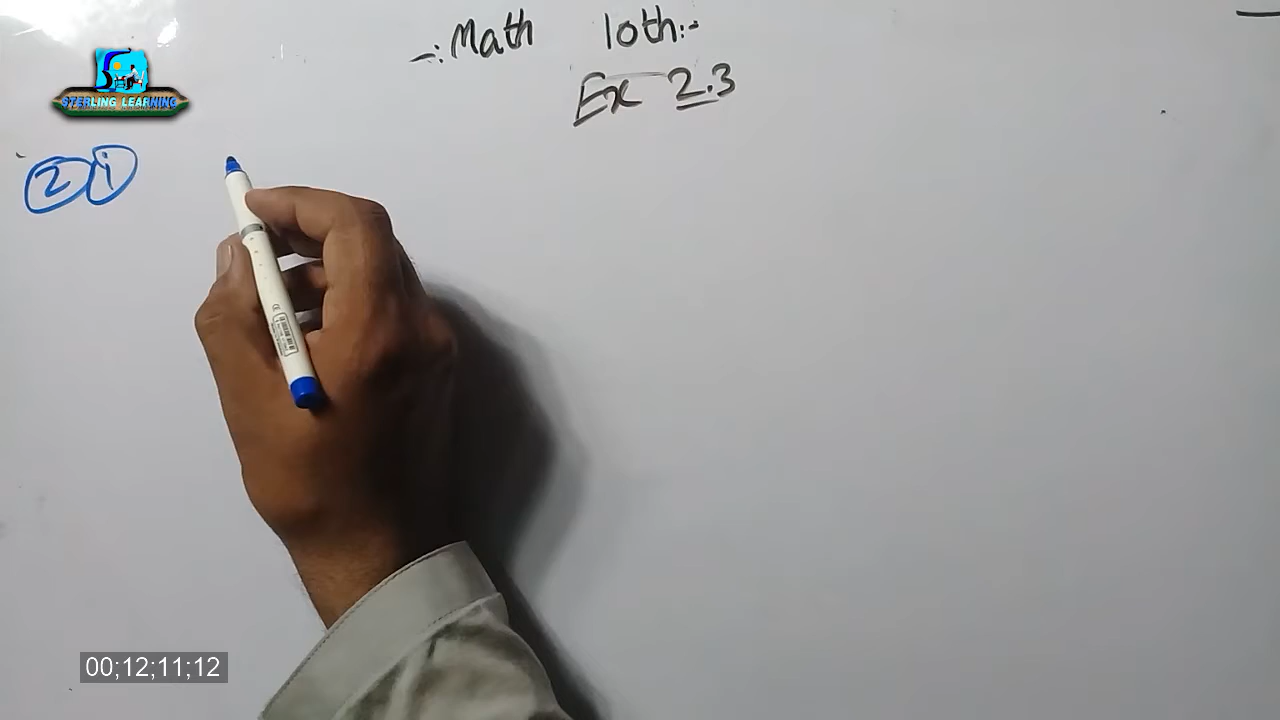 -: Math 10th :-
STERLING LEARNING
Ex 2.3
2 i
00;12;11;12